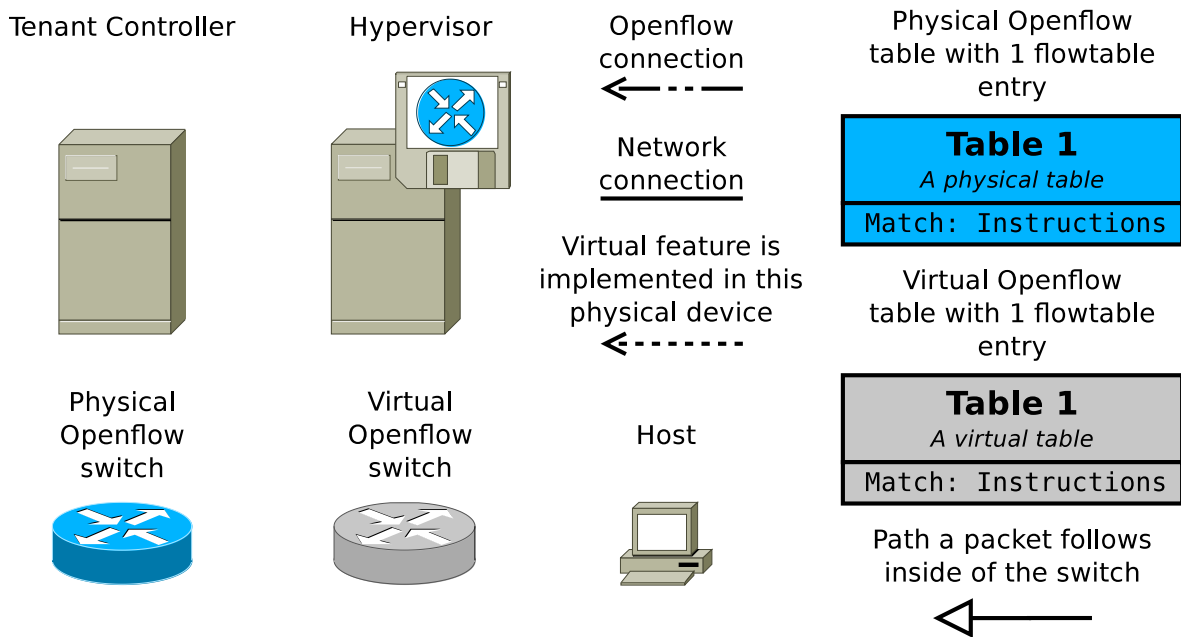 Tenant Controller
Hypervisor
Openflow
connection
Network
connection
Virtual feature is
implemented in this
physical device
Physical Openflow
table with 1 flowtable
entry
Table 1
A physical table
Match: Instructions
Virtual Openflow
table with 1 flowtable
entry
Table 1
A virtual table
Match: Instructions
Physical
Openflow
switch
Virtual
Openflow
switch
Host
Path a packet follows
inside of the switch